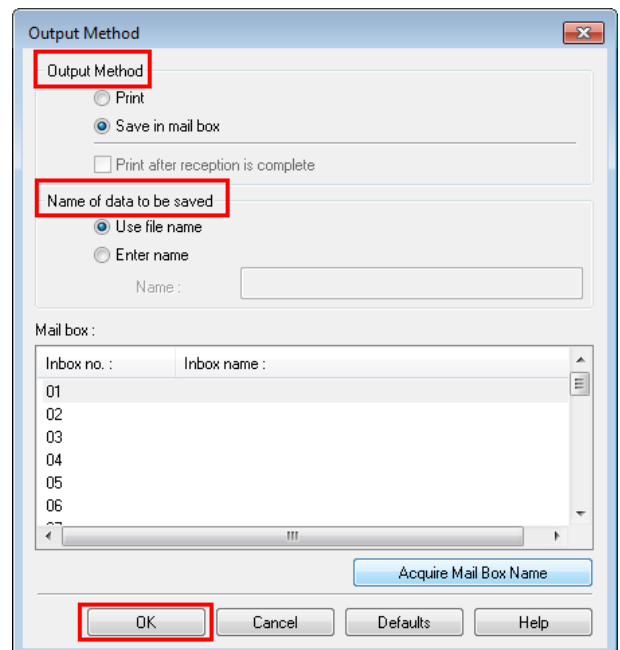 Output Method
Output Method
Print
Save in mail box
Print after reception is complete
Name of data to be saved
Use file name
Enter name
Name :
Mail box :
Inbox no. : Inbox name :
01
02
03
04
05
06
Acquire Mail Box Name
OK Cancel Defaults Help